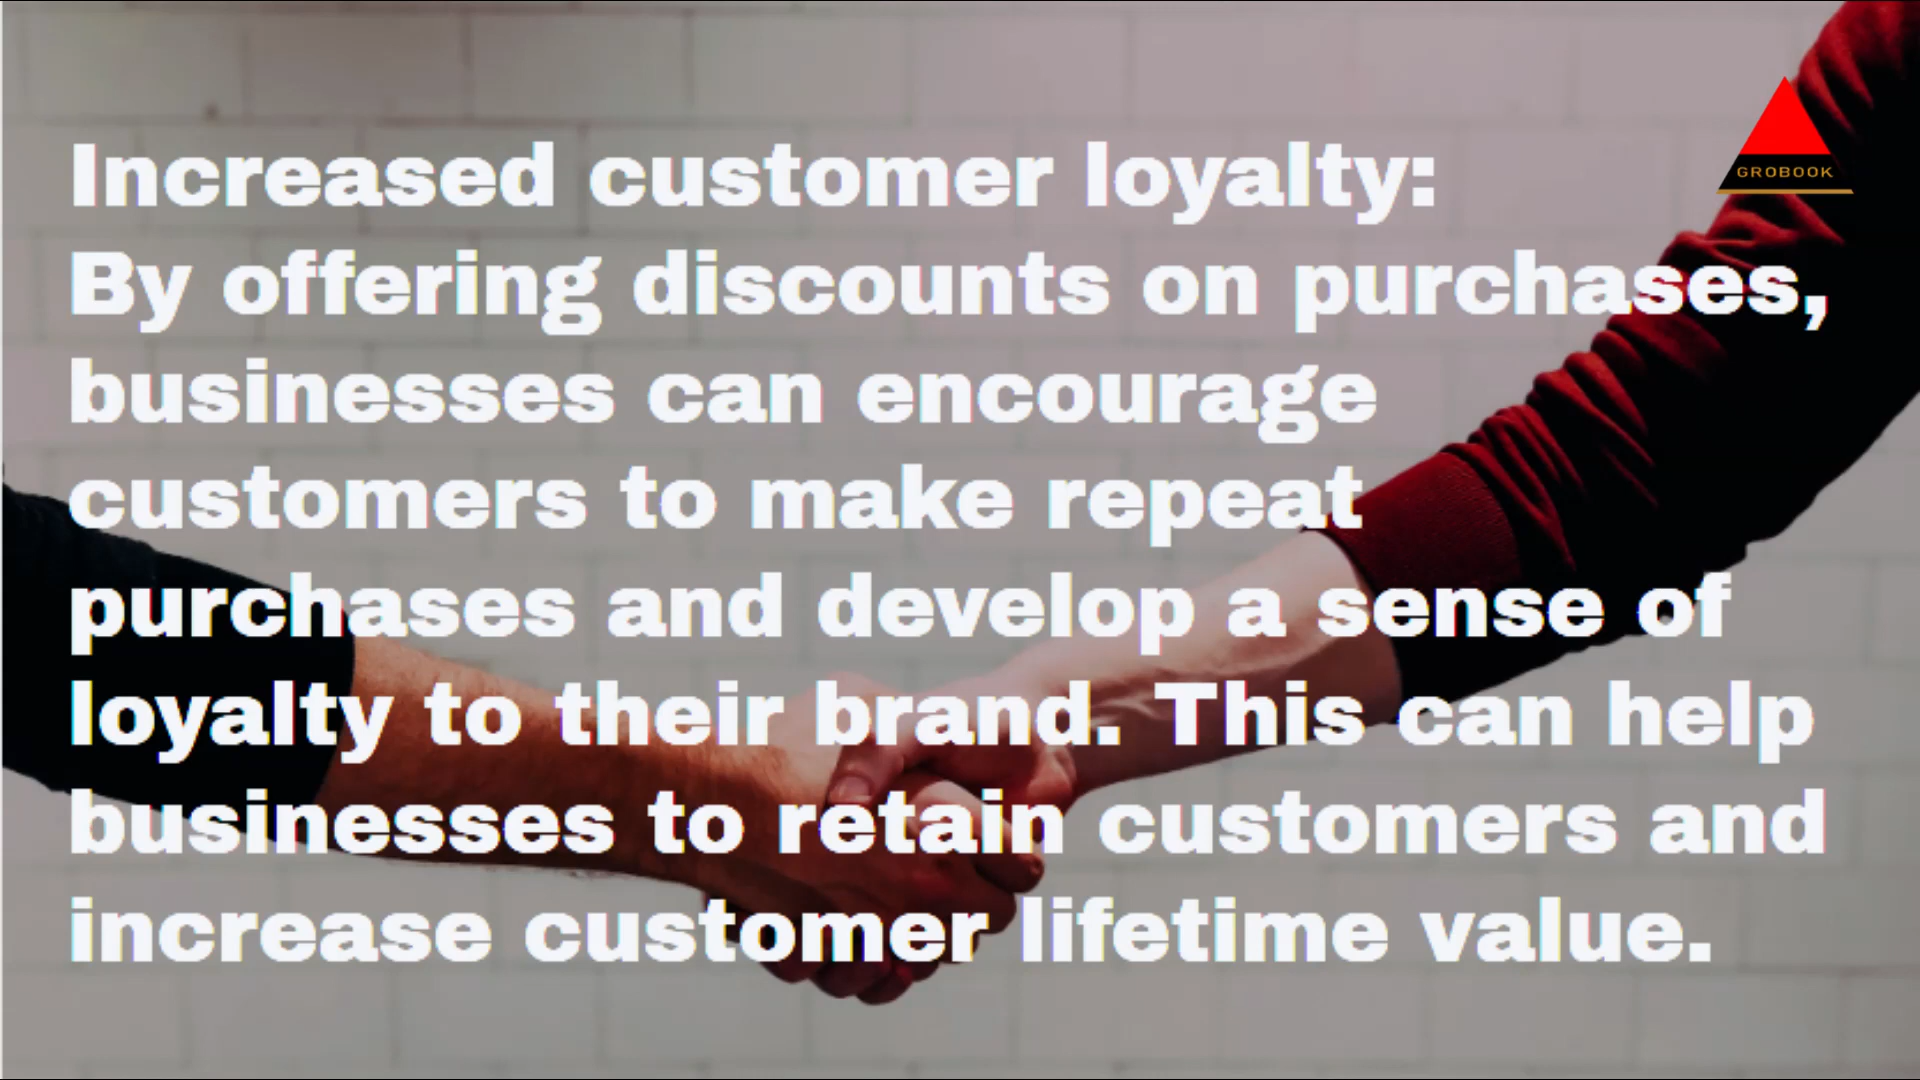 GROBOOK
Increased customer loyalty:
By offering discounts on purchases,
businesses can encourage
customers to make repeat
purchases and develop a sense of
loyalty to their brand. This can help
businesses to retain customers and
increase customer lifetime value.